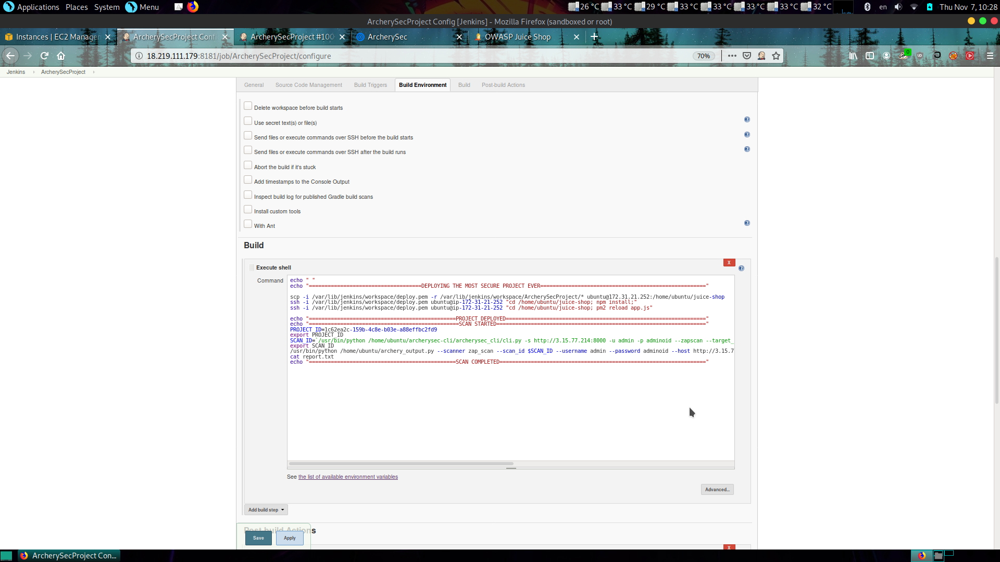 Applications Places System Menu 26 °C 33 °C 29 °C 33 °C 33 °C 33 °C 33 °C 32 °C en Thu Nov 7, 10:28
ArcherySecProject Config [Jenkins] - Mozilla Firefox (sandboxed or root)
Instances | EC2 Manage ArcherySecProject Confi ArcherySecProject #100 ArcherySec OWASP Juice Shop
18.219.111.179:8181/job/ArcherySecProject/configure 70% 0
Jenkins ArcherySecProject
General Source Code Management Build Triggers Build Environment Build Post-build Actions
Delete workspace before build starts
Use secret text(s) or file(s)
Send files or execute commands over SSH before the build starts
Send files or execute commands over SSH after the build runs
Abort the build if it's stuck
Add timestamps to the Console Output
Inspect build log for published Gradle build scans
Install custom tools
With Ant
Build
X
Execute shell
Command
echo " "
echo "====================================DEPLOYING THE MOST SECURE PROJECT EVER====================================================="
scp -i /var/lib/jenkins/workspace/deploy.pem -r /var/lib/jenkins/workspace/ArcherySecProject/* ubuntu@172.31.21.252:/home/ubuntu/juice-shop
ssh -i /var/lib/jenkins/workspace/deploy.pem ubuntu@ip-172-31-21-252 "cd /home/ubuntu/juice-shop; npm install;"
ssh -i /var/lib/jenkins/workspace/deploy.pem ubuntu@ip-172-31-21-252 "cd /home/ubuntu/juice-shop; pm2 reload app.js"
echo "===============================================PROJECT DEPLOYED================================================================"
echo "================================================SCAN STARTED==================================================================="
PROJECT_ID=1c62ea2c-159b-4c8e-b03e-a88effbc2fd9
export PROJECT_ID
SCAN_ID=`/usr/bin/python /home/ubuntu/archerysec-cli/archerysec_cli/cli.py -s http://3.15.77.214:8000 -u admin -p adminoid --zapscan --target_
export SCAN_ID
/usr/bin/python /home/ubuntu/archery_output.py --scanner zap_scan --scan_id $SCAN_ID --username admin --password adminoid --host http://3.15.7
cat report.txt
echo "===============================================SCAN COMPLETED=================================================================="
See the list of available environment variables
Advanced...
Add build step
Post-build Actions
Save Apply
X
ArcherySecProject Con...